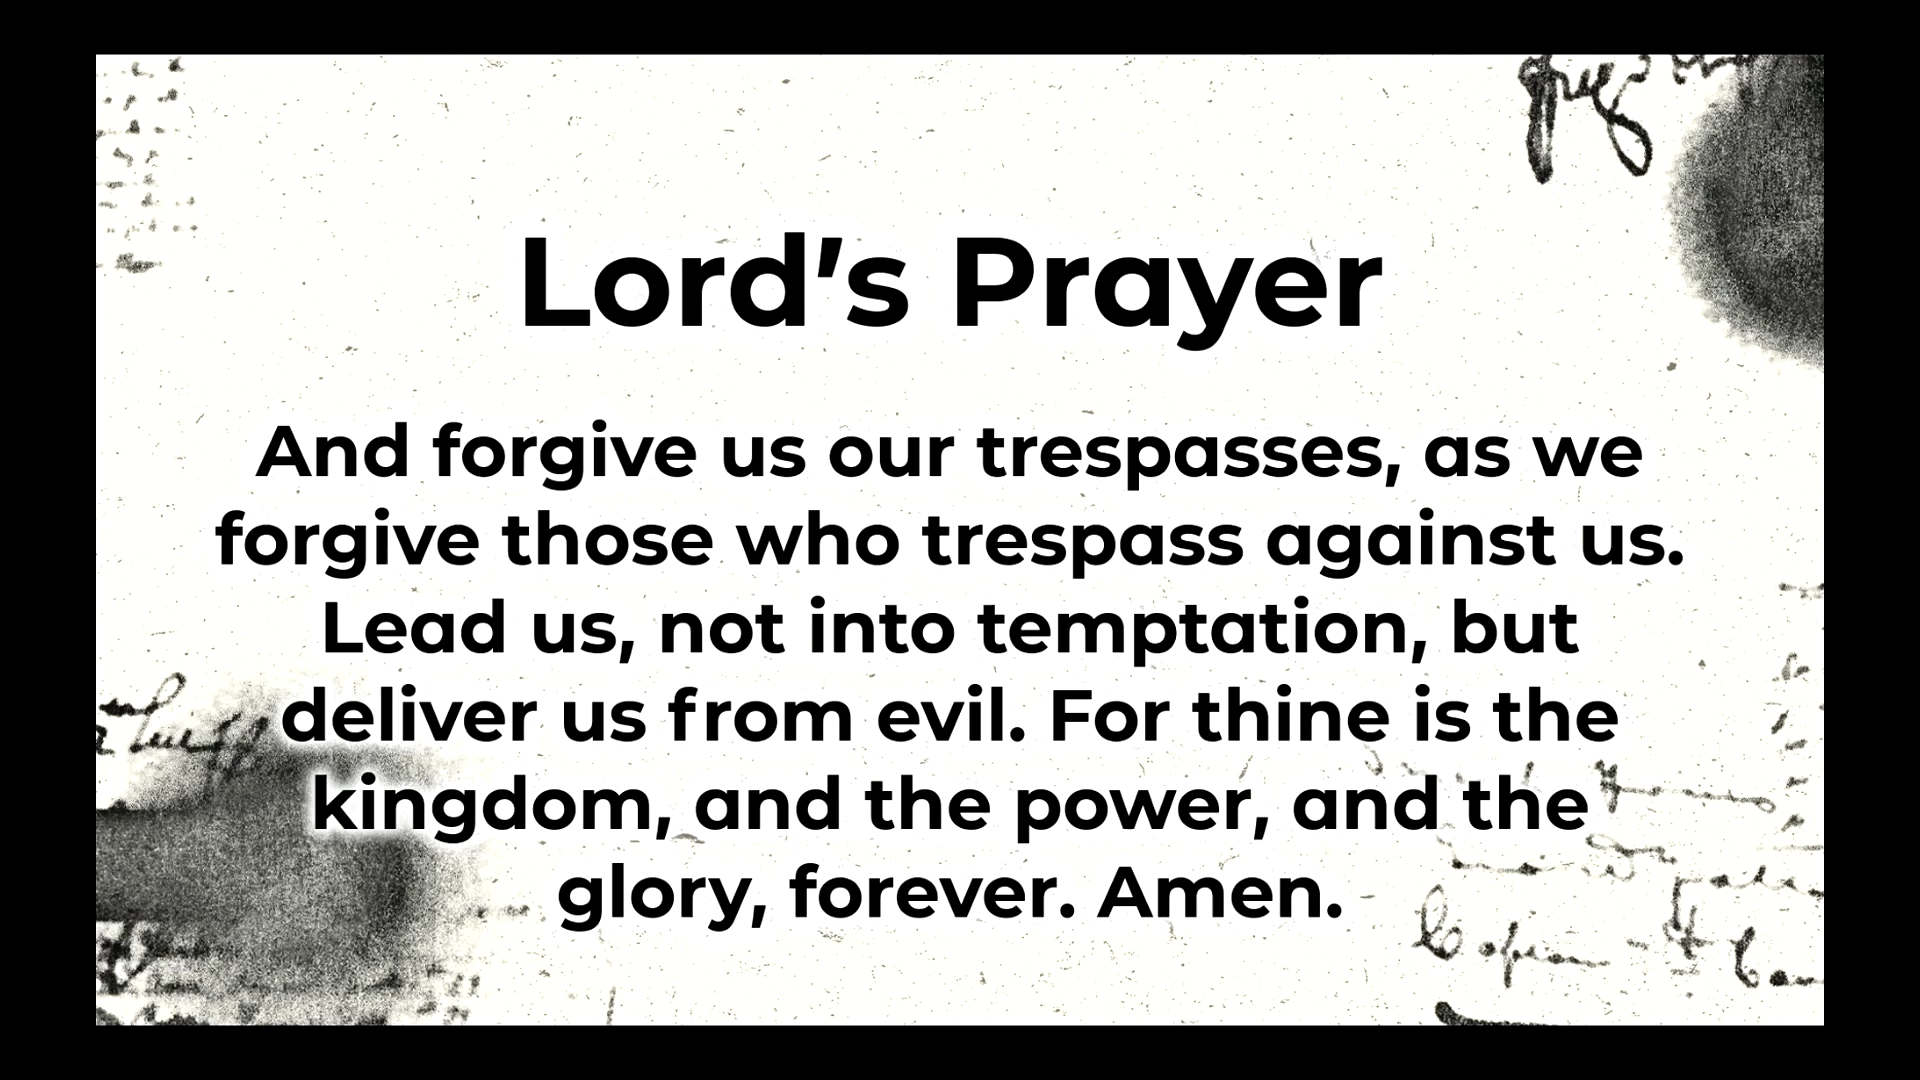 Lord's Prayer
And forgive us our trespasses, as we
forgive those who trespass against us.
Lead us, not into temptation, but
deliver us from evil. For thine is the
kingdom, and the power, and the
glory, forever. Amen.